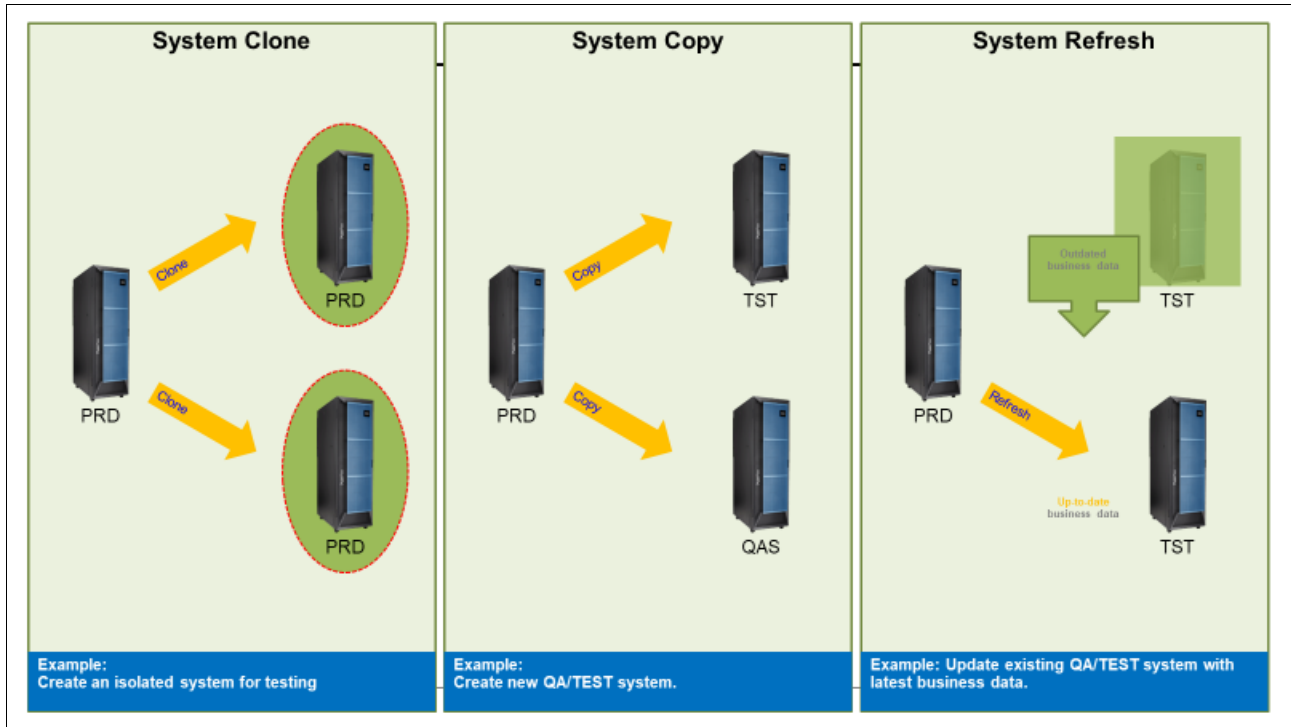 System Clone
Clone
PRD
PRD
Clone
PRD
Example:
Create an isolated system for testing
System Copy
Copy
TST
PRD
Copy
QAS
Example:
Create new QA/TEST system.
System Refresh
Outdated
business data
TST
PRD
Refresh
Up-to-date
business data
TST
Example: Update existing QA/TEST system with
latest business data.